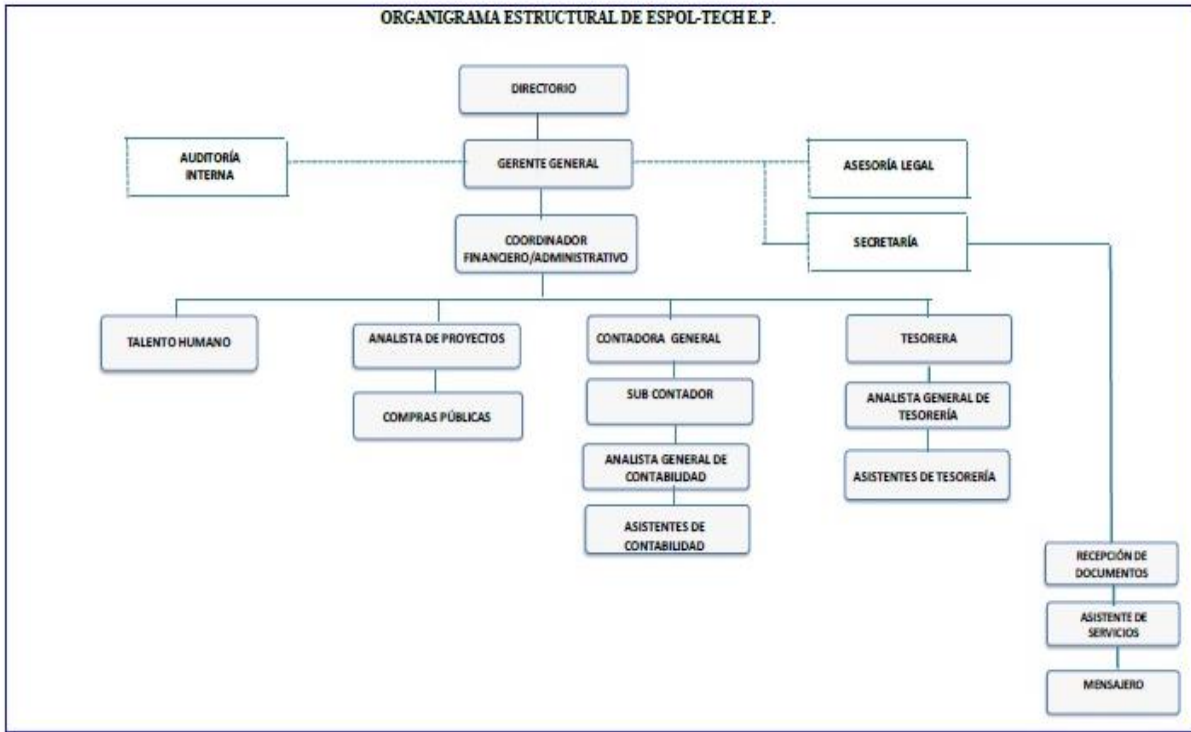 ORGANIGRAMA ESTRUCTURAL DE ESPOL-TECH E.P.
DIRECTORIO
AUDITORÍA
INTERNA
GERENTE GENERAL
ASESORÍA LEGAL
COORDINADOR
FINANCIERO/ADMINISTRATIVO
SECRETARÍA
TALENTO HUMANO
ANALISTA DE PROYECTOS
CONTADORA GENERAL
TESORERA
COMPRAS PÚBLICAS
SUB CONTADOR
ANALISTA GENERAL DE
TESORERÍA
ANALISTA GENERAL DE
CONTABILIDAD
ASISTENTES DE TESORERÍA
ASISTENTES DE
CONTABILIDAD
RECEPCIÓN DE
DOCUMENTOS
ASISTENTE DE
SERVICIOS
MENSAJERO